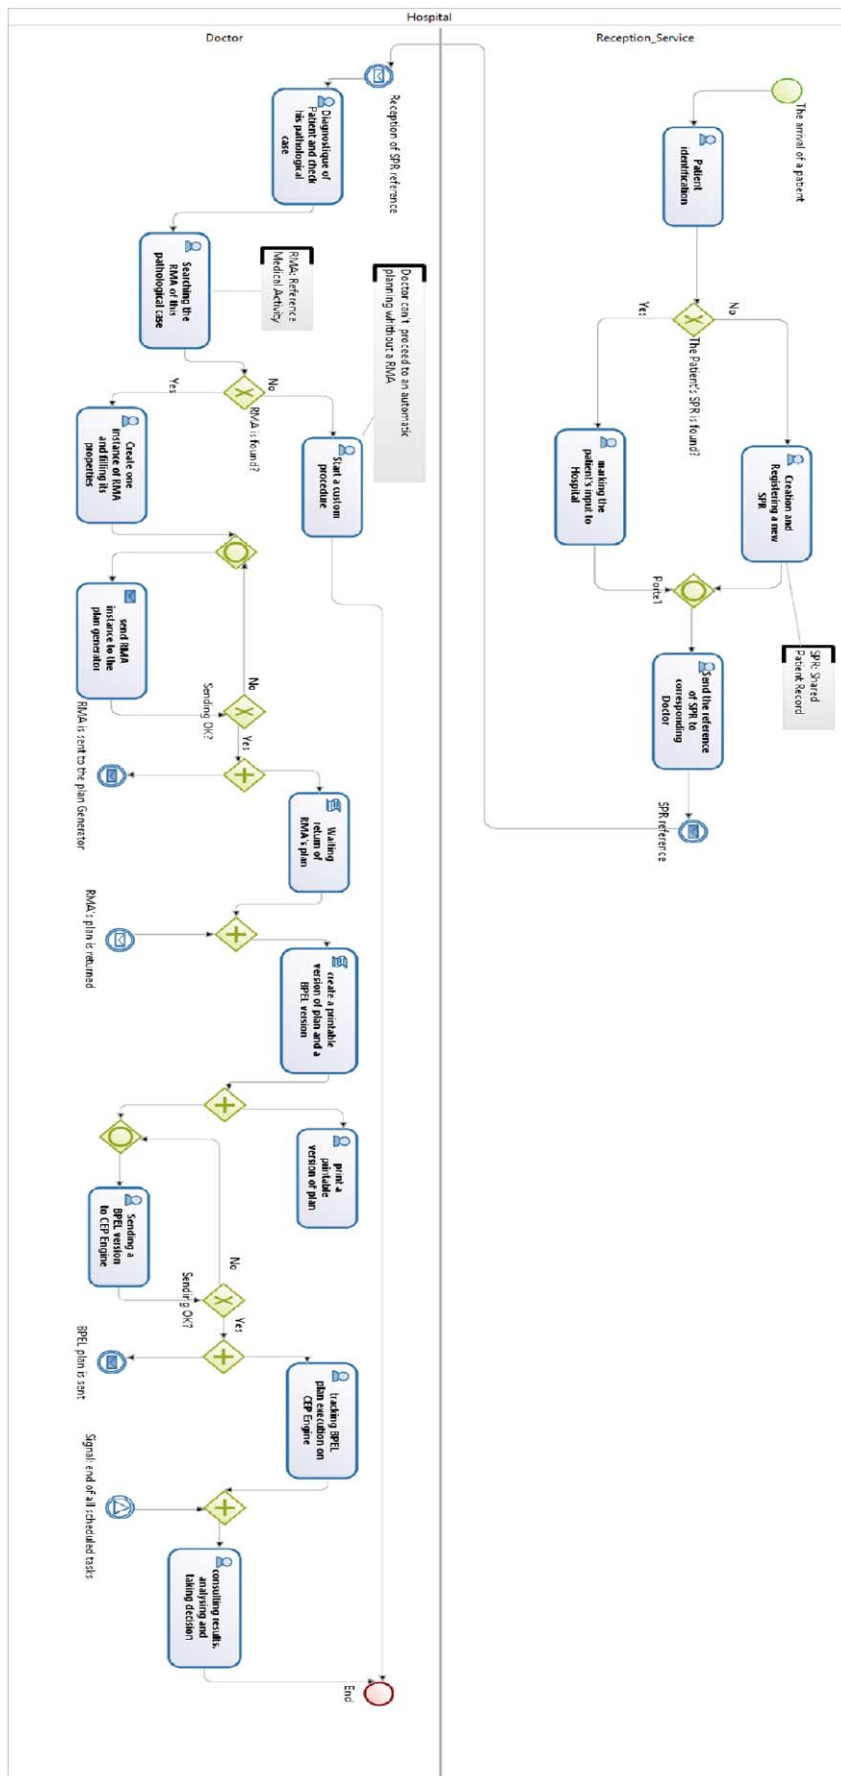 Hospital
Reception_Service
The arrival of a patient
Patient
identification
The Patient's SPR is found?
No
Yes
Creation and
Registering a new
SPR
SPR: Shared
Patient Record
marking the
patient's input to
Hospital
Porte1
Send the reference
of SPR to
corresponding
Doctor
SPR reference
Doctor
Reception of SPR reference
Diagnostique of
Patient and check
his pathological
case
Searching the
RMA of this
pathological case
RMA: Reference
Medical Activity
Doctor can't proceed to an automatic
planning whithout a RMA
RMA is found?
No
Yes
Start a custom
procedure
Create one
instance of RMA
and filling its
properties
send RMA
instance to the
plan generator
Sending OK?
No
Yes
RMA is sent to the plan Generator
Waiting
return of
RMA's plan
RMA's plan is returned
create a printable
version of plan and a
BPEL version
print a
printable
version of plan
Sending a
BPEL version
to CEP Engine
Sending OK?
No
Yes
BPEL plan is sent
tracking BPEL
plan execution on
CEP Engine
Signal: end of all scheduled tasks
consulting results,
analysing and
taking decision
End